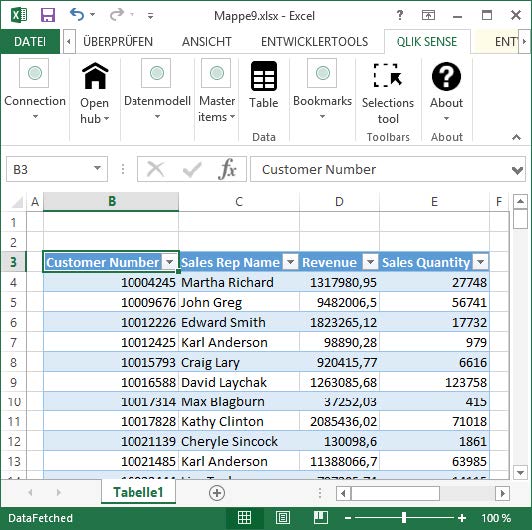 Mappe9.xlsx - Excel
DATEI ÜBERPRÜFEN ANSICHT ENTWICKLERTOOLS QLIK SENSE ENT
Connection Open hub Datenmodell Master items Table Bookmarks Selections tool About
Data Toolbars About
B3 fx Customer Number
A B C D E F
1
2
3 Customer Number Sales Rep Name Revenue Sales Quantity
4 10004245 Martha Richard 1317980,95 27748
5 10009676 John Greg 9482006,5 56741
6 10012226 Edward Smith 1823265,12 17732
7 10012425 Karl Anderson 98890,28 979
8 10015793 Craig Lary 920415,77 6616
9 10016588 David Laychak 1263085,68 123758
10 10017314 Max Blagburn 37252,03 415
11 10017828 Kathy Clinton 2085436,02 71018
12 10021139 Cheryle Sincock 130098,6 1861
13 10021485 Karl Anderson 11388066,7 63985
Tabelle1
DataFetched 100 %